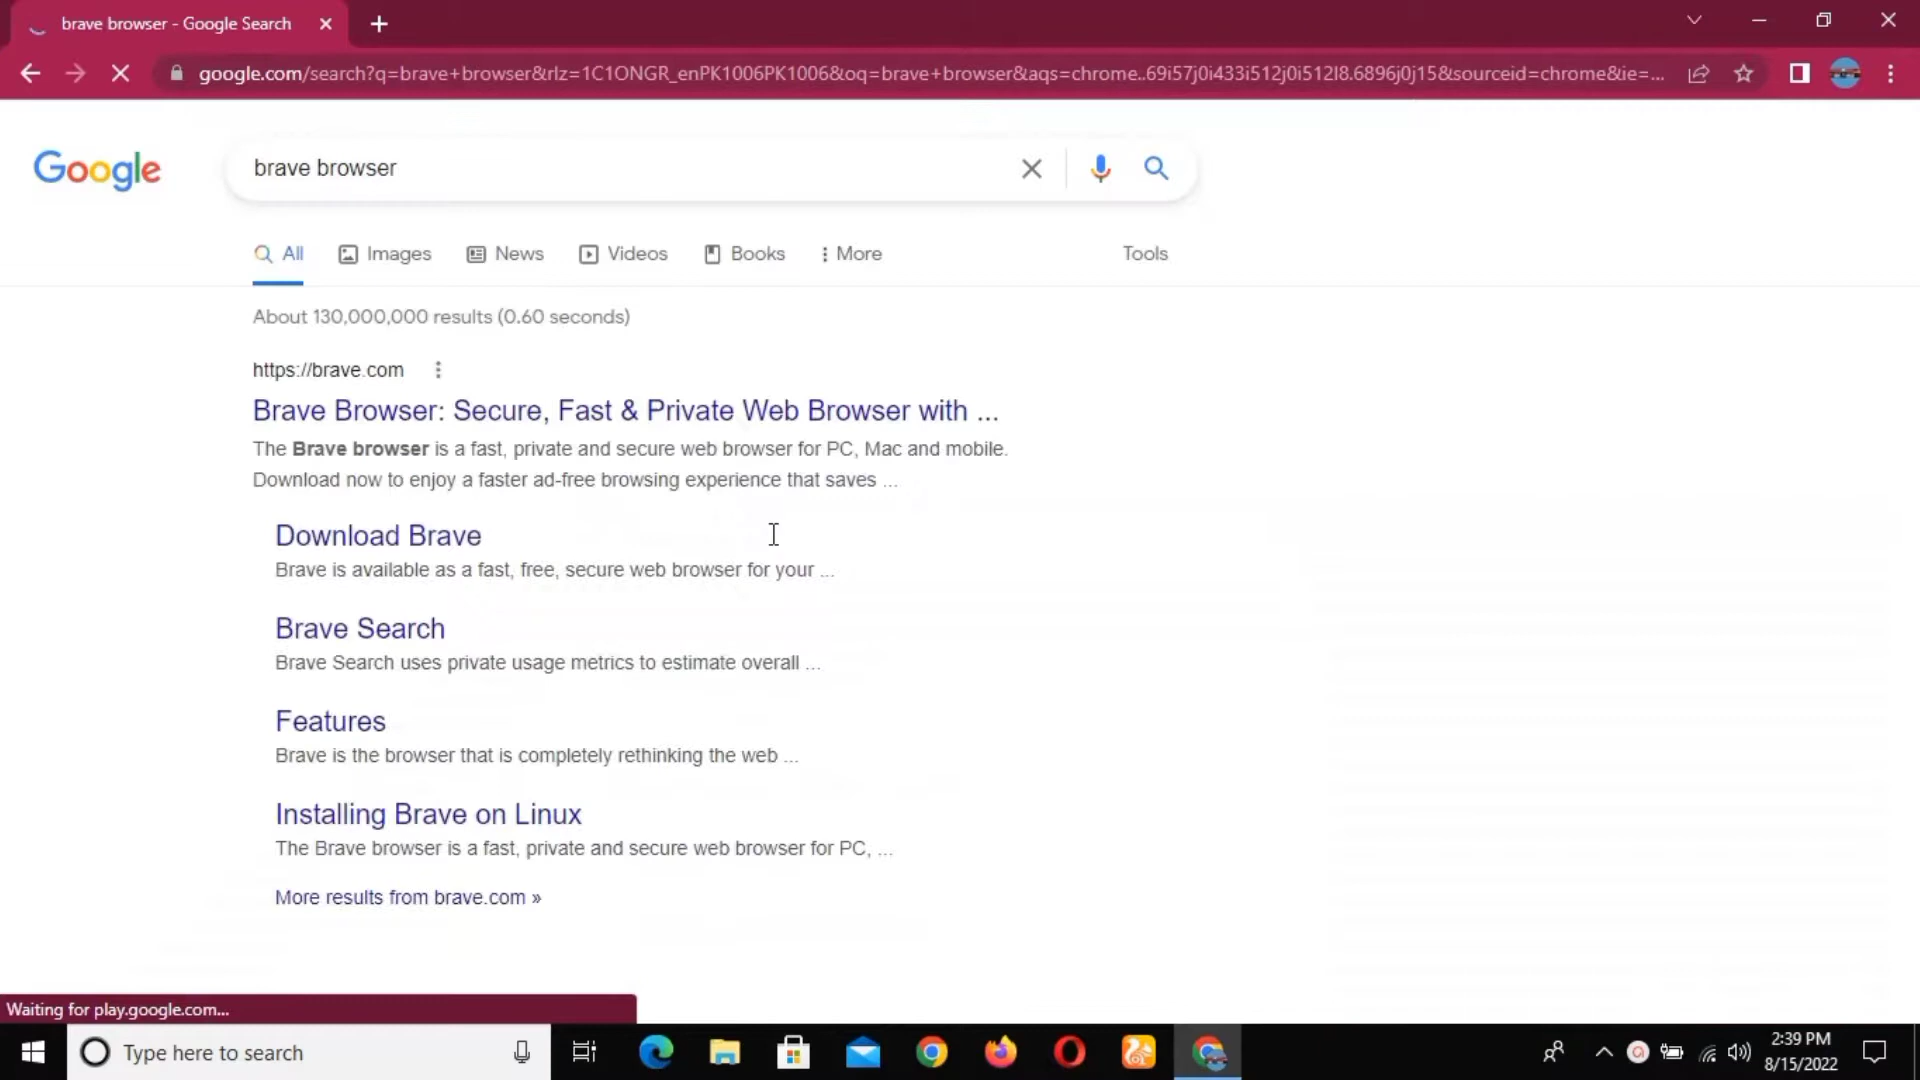 brave browser - Google Search
google.com/search?q=brave+browser&rlz=1C1ONGR_enPK1006PK1006&oq=brave+browser&aqs=chrome..69i57j0i433i512j0i512l8.6896j0j15&sourceid=chrome&ie=...
Google
brave browser
All Images News Videos Books More Tools
About 130,000,000 results (0.60 seconds)
https://brave.com
Brave Browser: Secure, Fast & Private Web Browser with ...
The Brave browser is a fast, private and secure web browser for PC, Mac and mobile.
Download now to enjoy a faster ad-free browsing experience that saves ...
Download Brave
Brave is available as a fast, free, secure web browser for your ...
Brave Search
Brave Search uses private usage metrics to estimate overall ...
Features
Brave is the browser that is completely rethinking the web ...
Installing Brave on Linux
The Brave browser is a fast, private and secure web browser for PC, ...
More results from brave.com »
Waiting for play.google.com...
Type here to search
2:39 PM
8/15/2022